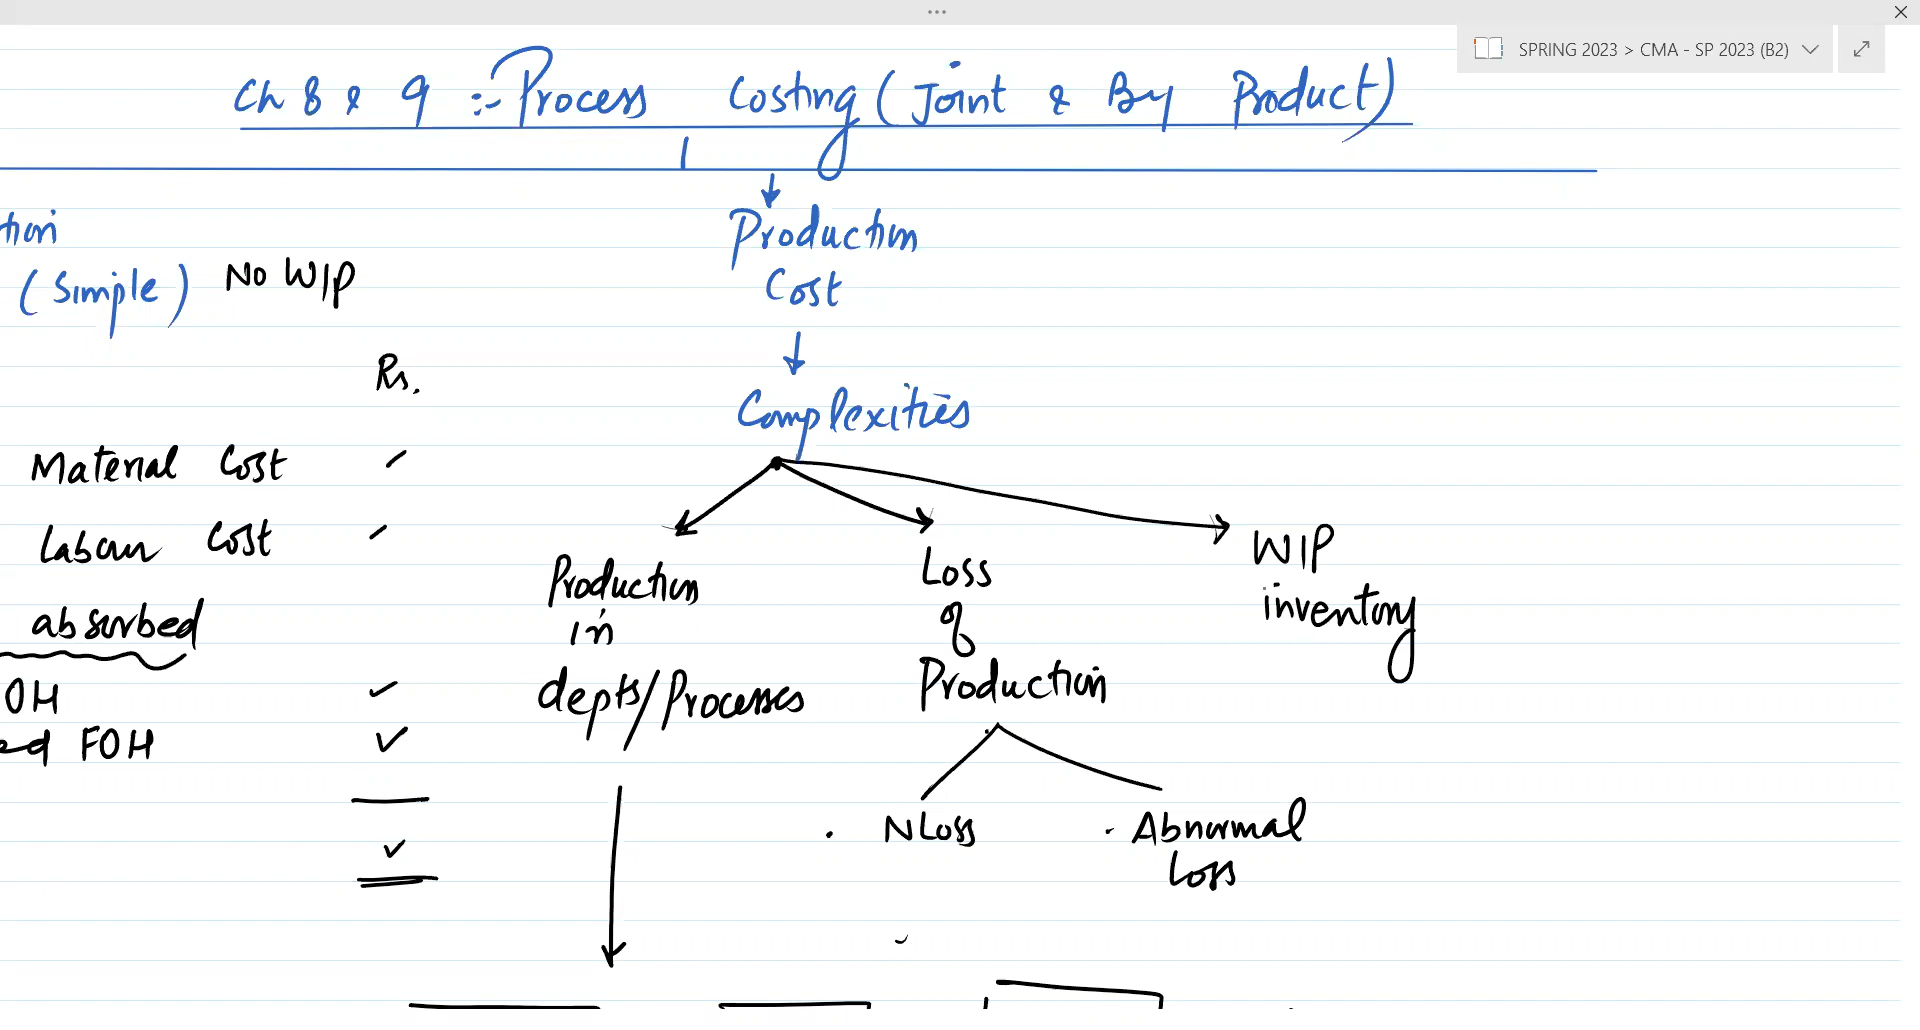 SPRING 2023 > CMA - SP 2023 (B2)
Ch 8 & 9 :- Process Costing (Joint & By Product)
Production
Cost
Complexities
tion
(Simple) No WIP
Rs.
Material Cost
Labour Cost
absorbed
OH
ed FOH
Production
in
depts/Processes
Loss
of
Production
NLoss
Abnormal
Loss
WIP
inventory